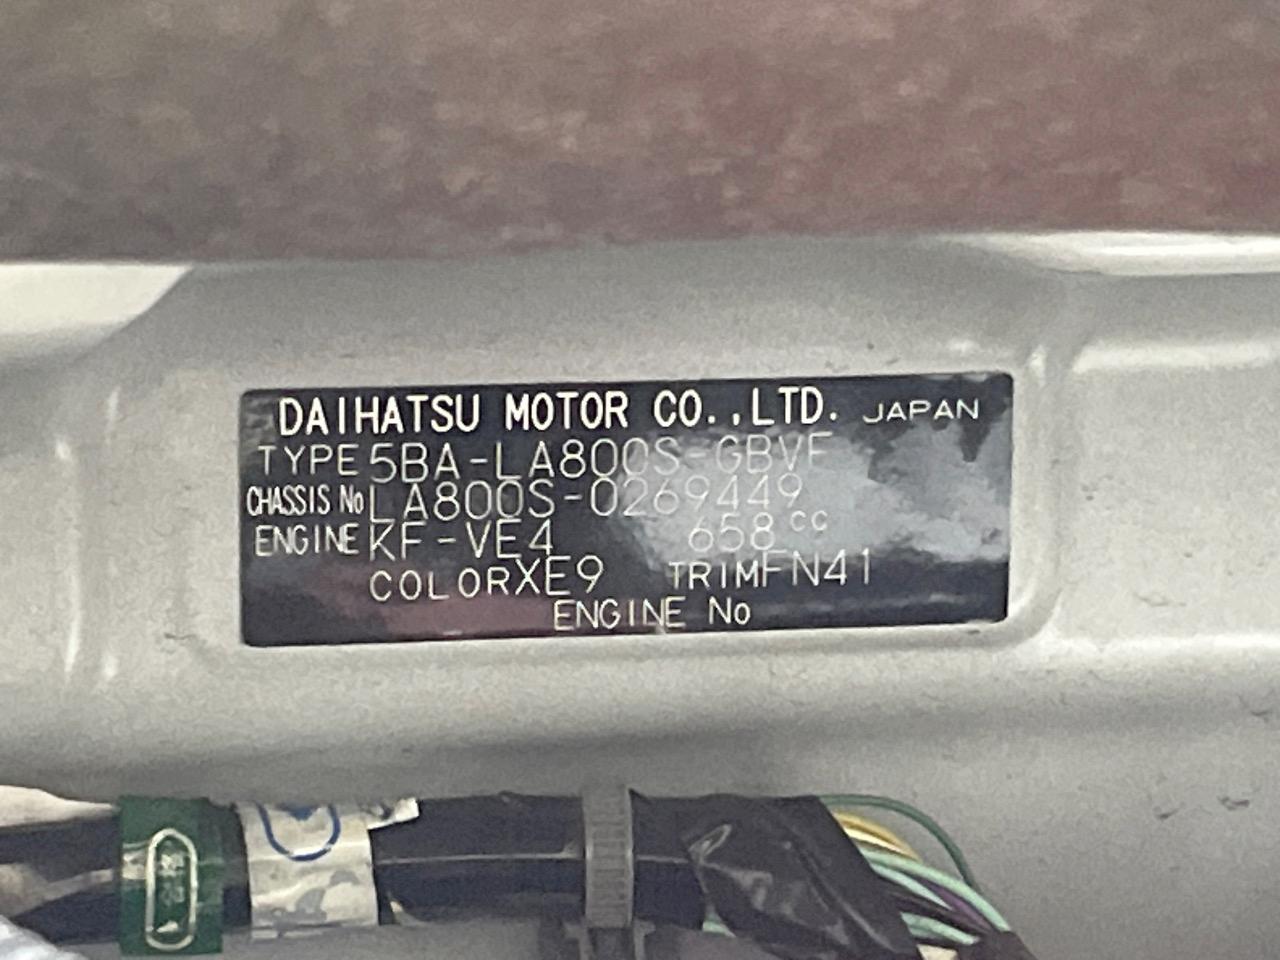 DAIHATSU MOTOR CO.,LTD. JAPAN
TYPE 5BA-LA800S-GBVF
CHASSIS No LA800S-0269449
ENGINE KF-VE4 658 CC
COLOR XE9 TRIM FN41
ENGINE No